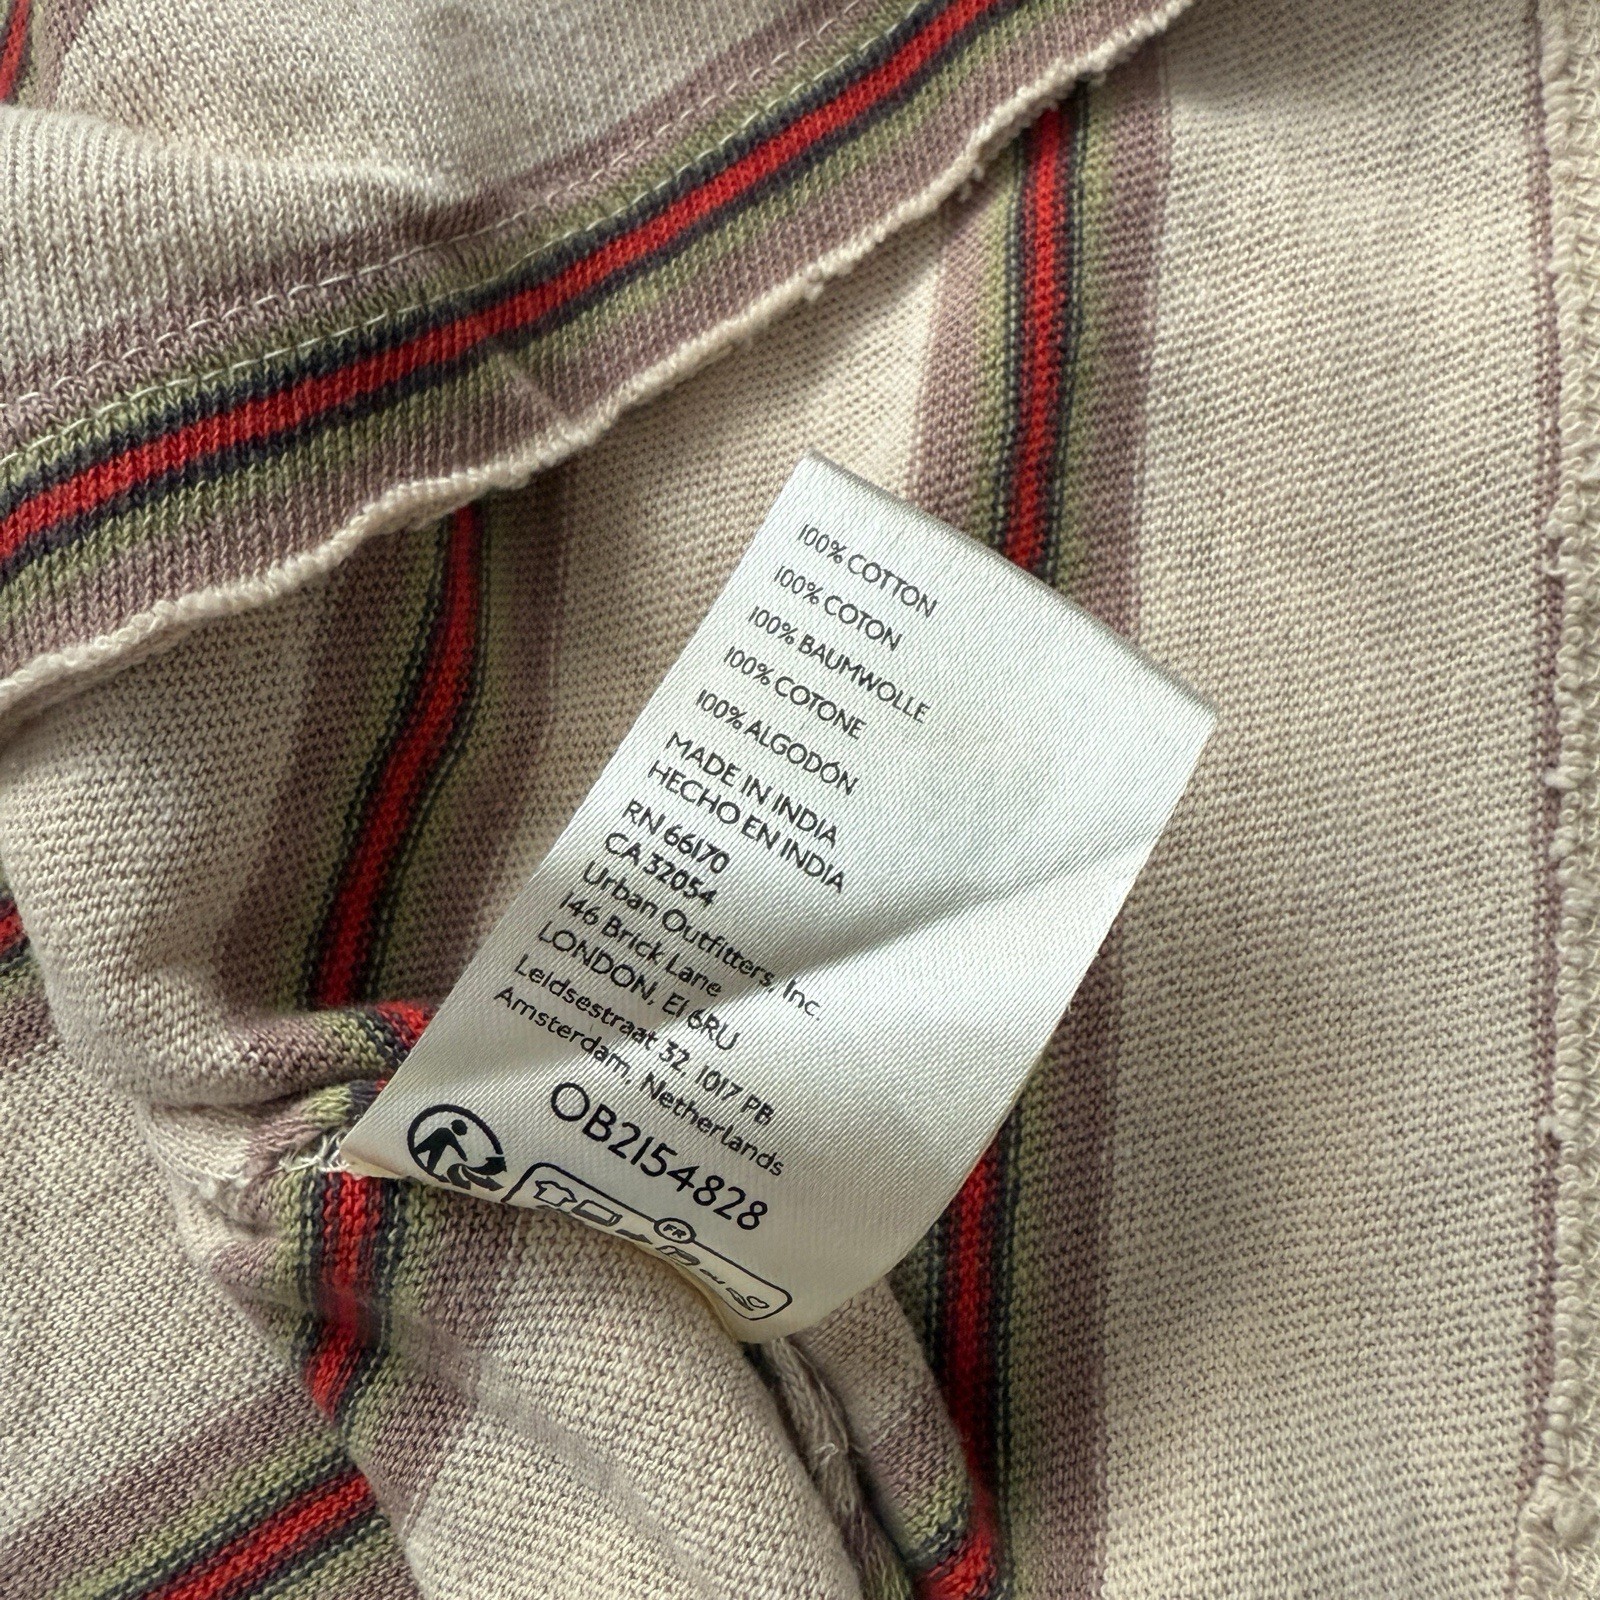 100% COTTON
100% COTON
100% BAUMWOLLE
100% COTONE
100% ALGODÓN
MADE IN INDIA
HECHO EN INDIA
RN 66170
CA 32054
Urban Outfitters, Inc.
146 Brick Lane
LONDON, E1 6RU
Leidsestraat 32, 1017 PB
Amsterdam, Netherlands
OB2154828
FR